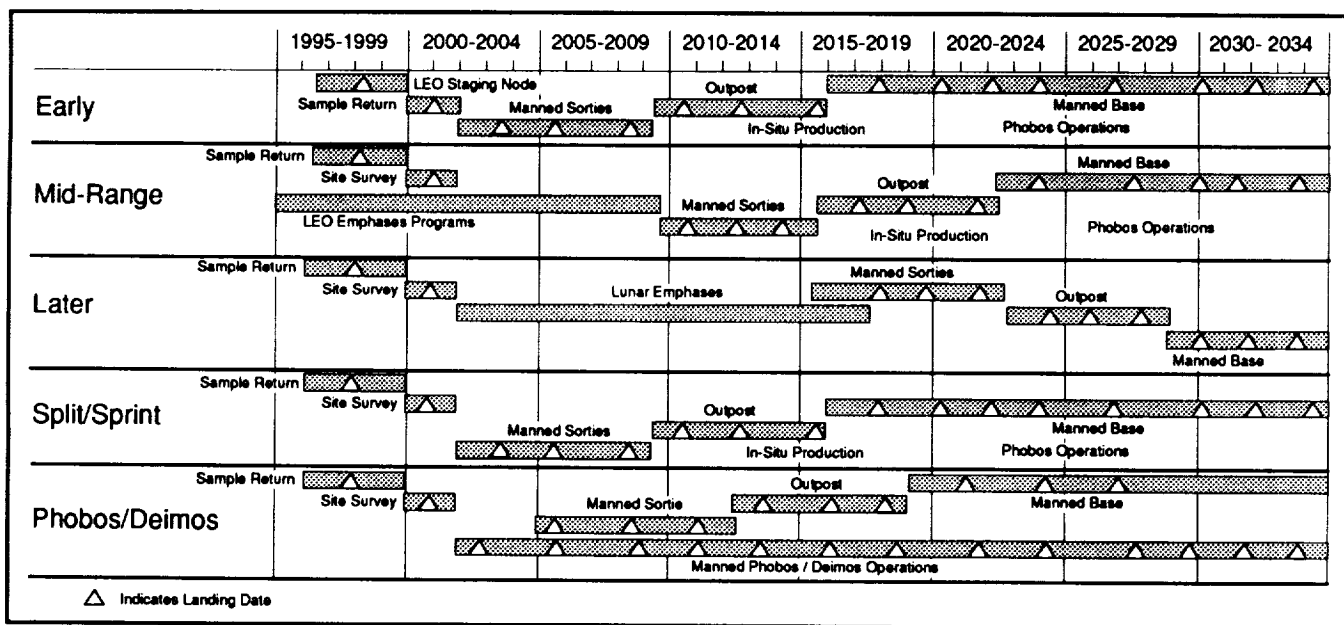 1995-1999 2000-2004 2005-2009 2010-2014 2015-2019 2020-2024 2025-2029 2030- 2034
Early
LEO Staging Node
Sample Return
Manned Sorties
Outpost
In-Situ Production
Manned Base
Phobos Operations
Mid-Range
Sample Return
Site Survey
LEO Emphases Programs
Manned Sorties
Outpost
In-Situ Production
Manned Base
Phobos Operations
Later
Sample Return
Site Survey
Lunar Emphases
Manned Sorties
Outpost
Manned Base
Split/Sprint
Sample Return
Site Survey
Manned Sorties
Outpost
In-Situ Production
Manned Base
Phobos Operations
Phobos/Deimos
Sample Return
Site Survey
Manned Sortie
Outpost
Manned Base
Manned Phobos / Deimos Operations
Indicates Landing Date